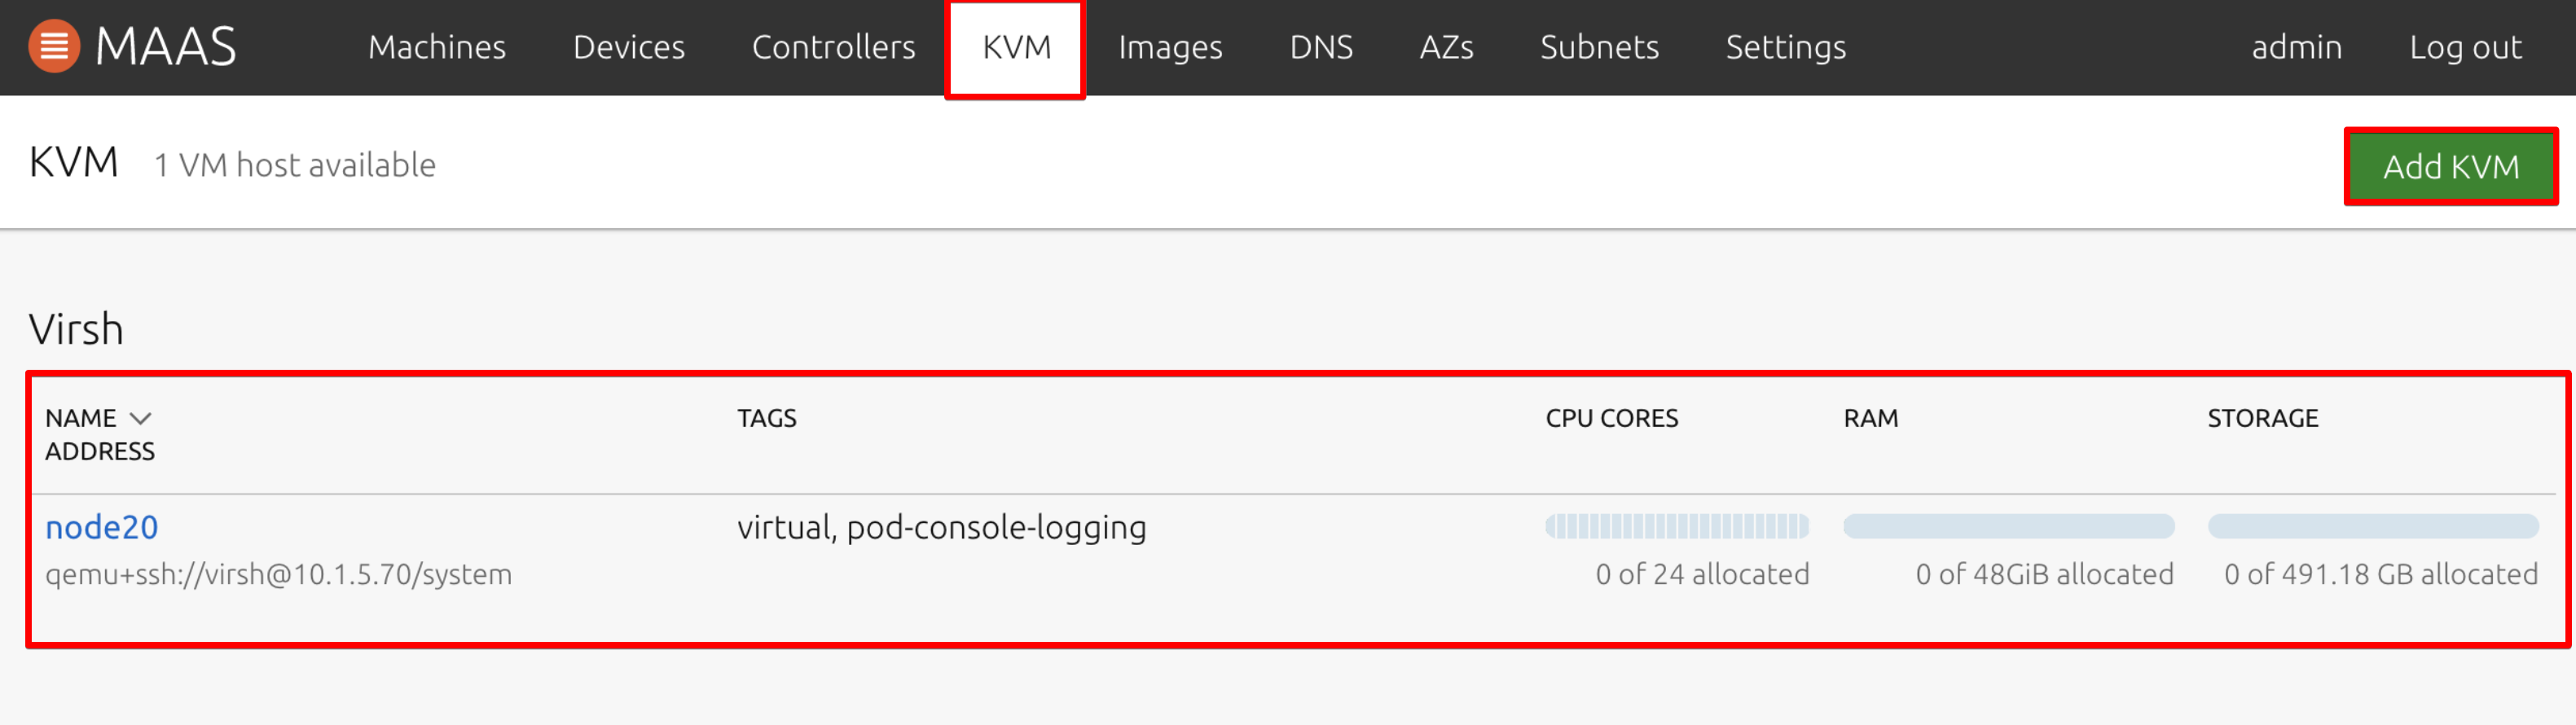 MAAS Machines Devices Controllers KVM Images DNS AZs Subnets Settings admin Log out
KVM 1 VM host available Add KVM
Virsh
NAME TAGS CPU CORES RAM STORAGE
ADDRESS
node20 virtual, pod-console-logging
qemu+ssh://virsh@10.1.5.70/system 0 of 24 allocated 0 of 48GiB allocated 0 of 491.18 GB allocated